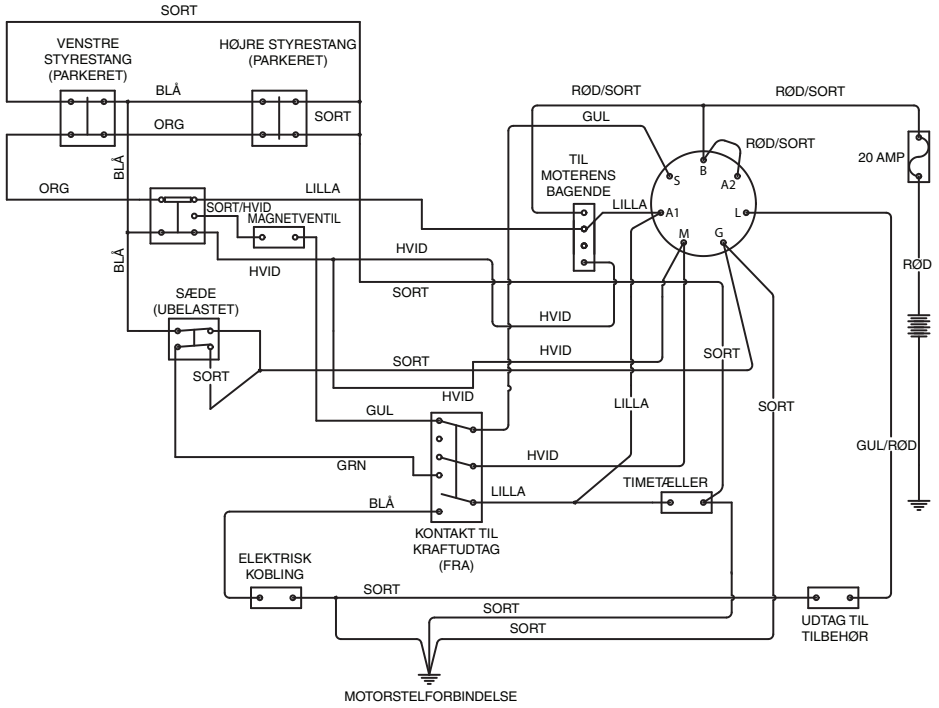 SORT
VENSTRE
STYRESTANG
(PARKERET)
HØJRE STYRESTANG
(PARKERET)
BLÅ
ORG
SORT
BLÅ
RØD/SORT
RØD/SORT
GUL
RØD/SORT
20 AMP
TIL
MOTORENS
BAGENDE
S
B
A2
A1
L
M
G
ORG
LILLA
SORT/HVID
MAGNETVENTIL
LILLA
HVID
HVID
BLÅ
SORT
RØD
SÆDE
(UBELASTET)
HVID
SORT
HVID
SORT
SORT
HVID
LILLA
SORT
GUL
GUL/RØD
HVID
GRN
LILLA
TIMETÆLLER
BLÅ
KONTAKT TIL
KRAFTUDTAG
(FRA)
ELEKTRISK
KOBLING
SORT
SORT
SORT
UDTAG TIL
TILBEHØR
MOTORSTELFORBINDELSE